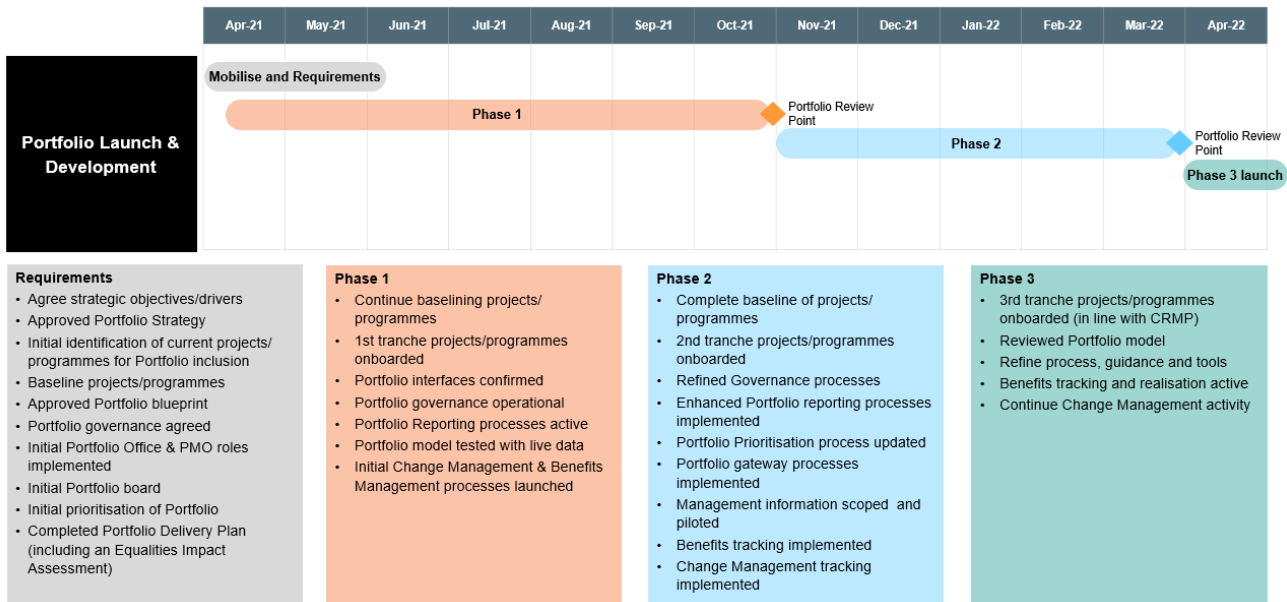 Apr-21 May-21 Jun-21 Jul-21 Aug-21 Sep-21 Oct-21 Nov-21 Dec-21 Jan-22 Feb-22 Mar-22 Apr-22
Portfolio Launch &
Development
Mobilise and Requirements
Phase 1
Portfolio Review
Point
Phase 2
Portfolio Review
Point
Phase 3 launch
Requirements
• Agree strategic objectives/drivers
• Approved Portfolio Strategy
• Initial identification of current projects/
programmes for Portfolio inclusion
• Baseline projects/programmes
• Approved Portfolio blueprint
• Portfolio governance agreed
• Initial Portfolio Office & PMO roles
implemented
• Initial Portfolio board
• Initial prioritisation of Portfolio
• Completed Portfolio Delivery Plan
(including an Equalities Impact
Assessment)
Phase 1
• Continue baselining projects/
programmes
• 1st tranche projects/programmes
onboarded
• Portfolio interfaces confirmed
• Portfolio governance operational
• Portfolio Reporting processes active
• Portfolio model tested with live data
• Initial Change Management & Benefits
Management processes launched
Phase 2
• Complete baseline of projects/
programmes
• 2nd tranche projects/programmes
onboarded
• Refined Governance processes
• Enhanced Portfolio reporting processes
implemented
• Portfolio Prioritisation process updated
• Portfolio gateway processes
implemented
• Management information scoped and
piloted
• Benefits tracking implemented
• Change Management tracking
implemented
Phase 3
• 3rd tranche projects/programmes
onboarded (in line with CRMP)
• Reviewed Portfolio model
• Refine process, guidance and tools
• Benefits tracking and realisation active
• Continue Change Management activity